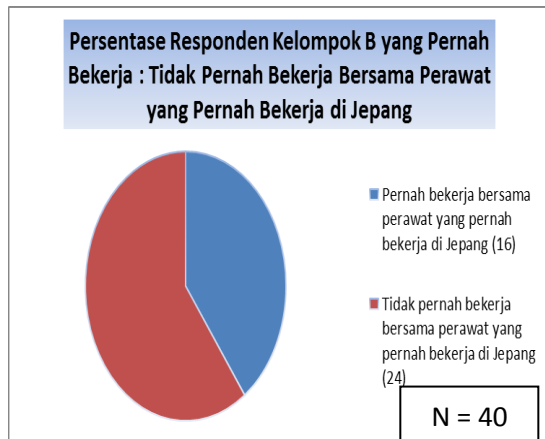 Persentase Responden Kelompok B yang Pernah
Bekerja : Tidak Pernah Bekerja Bersama Perawat
yang Pernah Bekerja di Jepang
Pernah bekerja bersama
perawat yang pernah
bekerja di Jepang (16)
Tidak pernah bekerja
bersama perawat yang
pernah bekerja di Jepang
(24)
N = 40